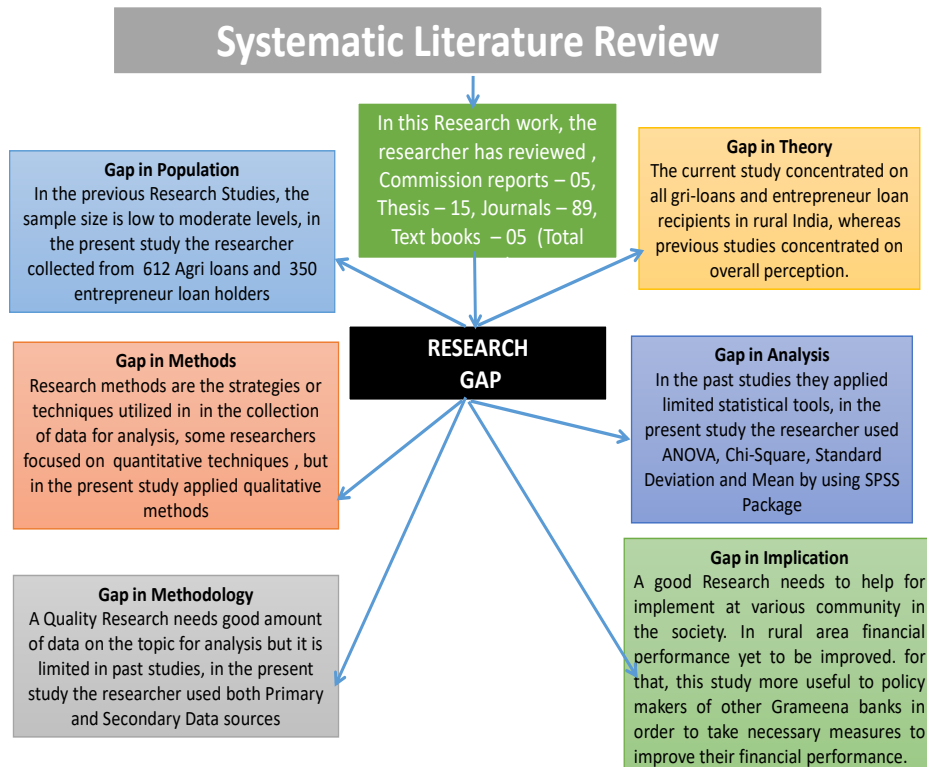 Systematic Literature Review
In this Research work, the
researcher has reviewed ,
Commission reports – 05,
Thesis – 15, Journals – 89,
Text books – 05 (Total
Gap in Population
In the previous Research Studies, the
sample size is low to moderate levels, in
the present study the researcher
collected from 612 Agri loans and 350
entrepreneur loan holders
Gap in Theory
The current study concentrated on
all gri-loans and entrepreneur loan
recipients in rural India, whereas
previous studies concentrated on
overall perception.
RESEARCH
GAP
Gap in Methods
Research methods are the strategies or
techniques utilized in in the collection
of data for analysis, some researchers
focused on quantitative techniques , but
in the present study applied qualitative
methods
Gap in Analysis
In the past studies they applied
limited statistical tools, in the
present study the researcher used
ANOVA, Chi-Square, Standard
Deviation and Mean by using SPSS
Package
Gap in Methodology
A Quality Research needs good amount
of data on the topic for analysis but it is
limited in past studies, in the present
study the researcher used both Primary
and Secondary Data sources
Gap in Implication
A good Research needs to help for
implement at various community in
the society. In rural area financial
performance yet to be improved. for
that, this study more useful to policy
makers of other Grameena banks in
order to take necessary measures to
improve their financial performance.